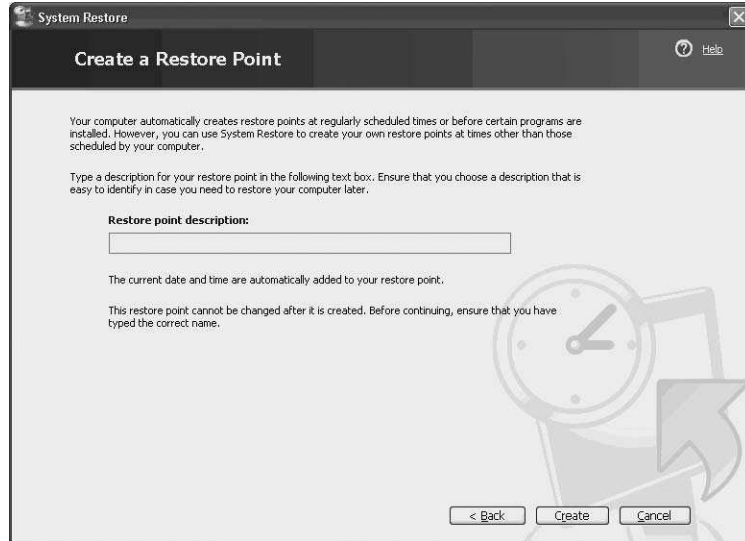 System Restore
Create a Restore Point
Help
Your computer automatically creates restore points at regularly scheduled times or before certain programs are
installed. However, you can use System Restore to create your own restore points at times other than those
scheduled by your computer.
Type a description for your restore point in the following text box. Ensure that you choose a description that is
easy to identify in case you need to restore your computer later.
Restore point description:
The current date and time are automatically added to your restore point.
This restore point cannot be changed after it is created. Before continuing, ensure that you have
typed the correct name.
< Back Create Cancel